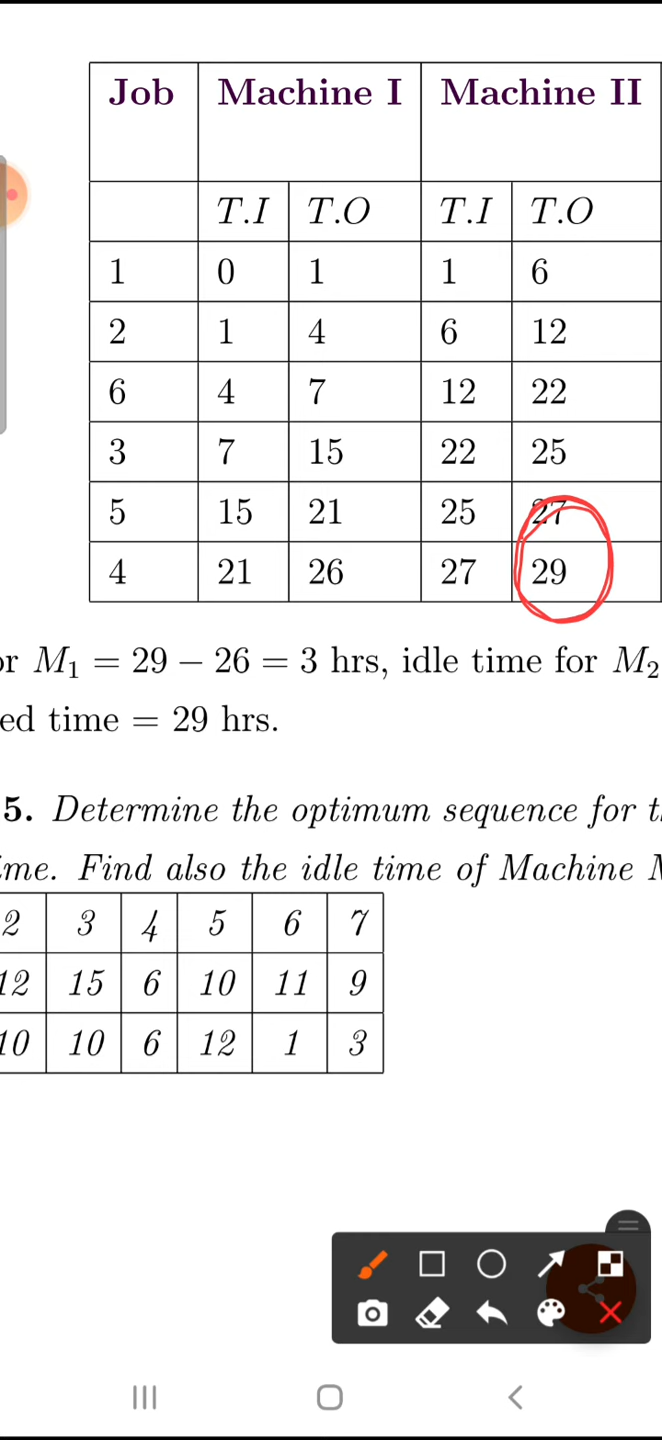 Job Machine I Machine II
T.I T.O T.I T.O
1 0 1 1 6
2 1 4 6 12
6 4 7 12 22
3 7 15 22 25
5 15 21 25 27
4 21 26 27 29
or M₁ = 29 − 26 = 3 hrs, idle time for M₂
ed time = 29 hrs.
5. Determine the optimum sequence for
me. Find also the idle time of Machine
2 3 4 5 6 7
12 15 6 10 11 9
10 10 6 12 1 3